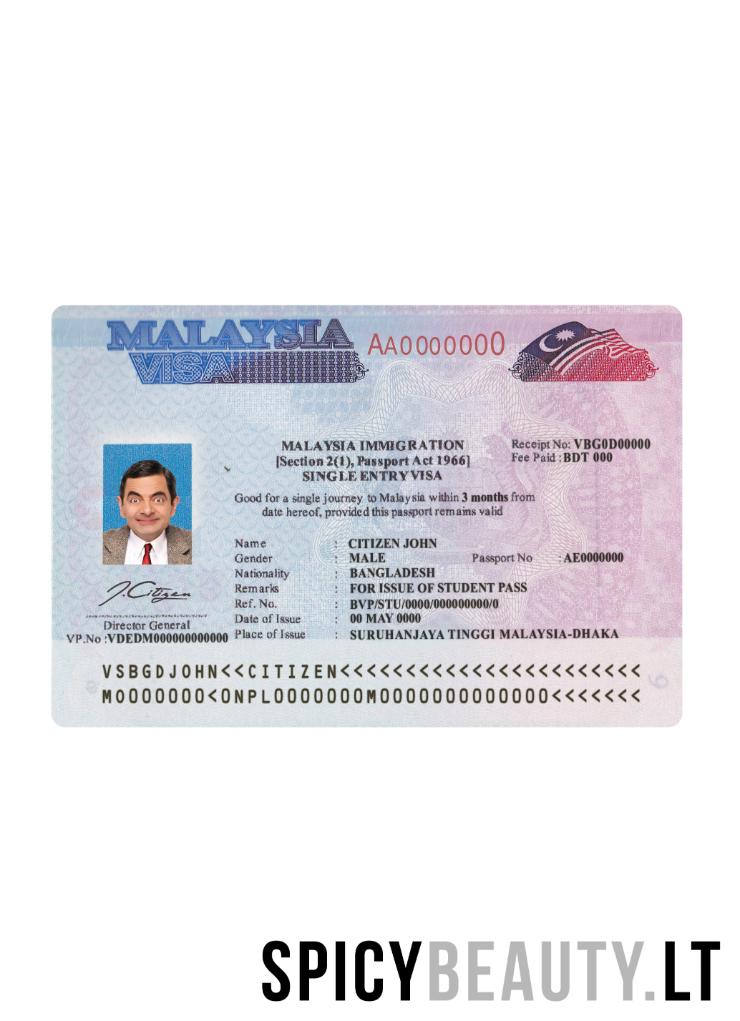 MALAYSIA
VISA
AA0000000
MALAYSIA IMMIGRATION
[Section 2(1), Passport Act 1966]
SINGLE ENTRY VISA
Receipt No: VBG0D00000
Fee Paid : BDT 000
Good for a single journey to Malaysia within 3 months from
date hereof, provided this passport remains valid
Name : CITIZEN JOHN
Gender : MALE Passport No : AE0000000
Nationality : BANGLADESH
Remarks : FOR ISSUE OF STUDENT PASS
Ref. No. : BVP/STU/0000/000000000/0
Date of Issue : 00 MAY 0000
Place of Issue : SURUHANJAYA TINGGI MALAYSIA-DHAKA
J.Citizen
Director General
VP.No :VDEDM000000000000
VSBGDJOHN<<CITIZEN<<<<<<<<<<<<<<<<<<<<<<<
M0000000<0NPL0000000M00000000000000<<<<<<<
SPICYBEAUTY.LT